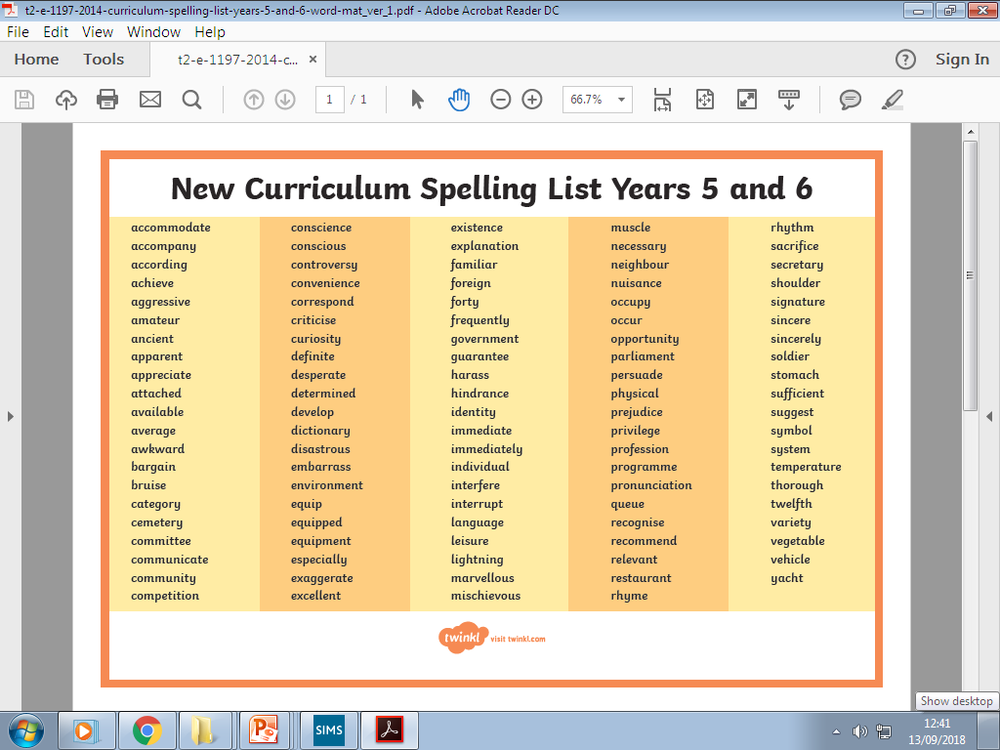 t2-e-1197-2014-curriculum-spelling-list-years-5-and-6-word-mat_ver_1.pdf - Adobe Acrobat Reader DC
File Edit View Window Help
Home Tools t2-e-1197-2014-c... × Sign In
1 / 1 66.7%
New Curriculum Spelling List Years 5 and 6
accommodate
accompany
according
achieve
aggressive
amateur
ancient
apparent
appreciate
attached
available
average
awkward
bargain
bruise
category
cemetery
committee
communicate
community
competition
conscience
conscious
controversy
convenience
correspond
criticise
curiosity
definite
desperate
determined
develop
dictionary
disastrous
embarrass
environment
equip
equipped
equipment
especially
exaggerate
excellent
existence
explanation
familiar
foreign
forty
frequently
government
guarantee
harass
hindrance
identity
immediate
immediately
individual
interfere
interrupt
language
leisure
lightning
marvellous
mischievous
muscle
necessary
neighbour
nuisance
occupy
occur
opportunity
parliament
persuade
physical
prejudice
privilege
profession
programme
pronunciation
queue
recognise
recommend
relevant
restaurant
rhyme
rhythm
sacrifice
secretary
shoulder
signature
sincere
sincerely
soldier
stomach
sufficient
suggest
symbol
system
temperature
thorough
twelfth
variety
vegetable
vehicle
yacht
twinkl visit twinkl.com
Show desktop
SIMS
12:41
13/09/2018